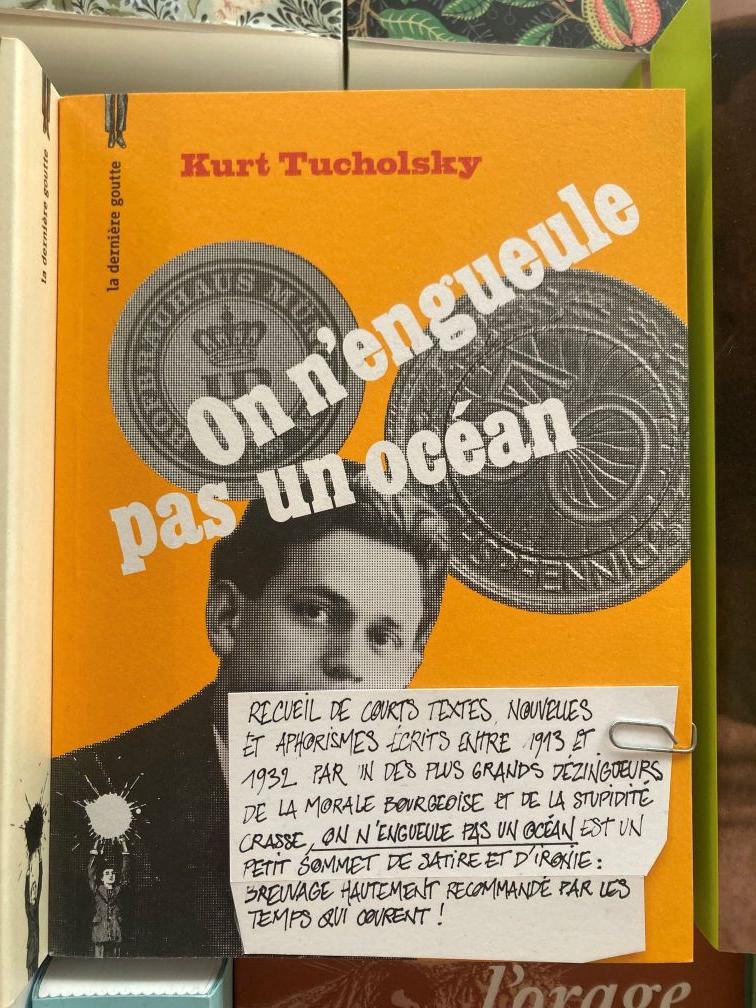 la dernière goutte
la dernière goutte
Kurt Tucholsky
HOFBRÄUHAUS MÜN
HB
On n'engueule
pas un océan
RECUEIL DE COURTS TEXTES, NOUVELLES
ET APHORISMES ÉCRITS ENTRE 1913 ET
1932 PAR UN DES PLUS GRANDS DÉZINGUEURS
DE LA MORALE BOURGEOISE ET DE LA STUPIDITÉ
CRASSE, ON N'ENGUEULE PAS UN OCÉAN EST UN
PETIT SOMMET DE SATIRE ET D'IRONIE :
BREUVAGE HAUTEMENT RECOMMANDÉ PAR LES
TEMPS QUI COURENT !
l'orage